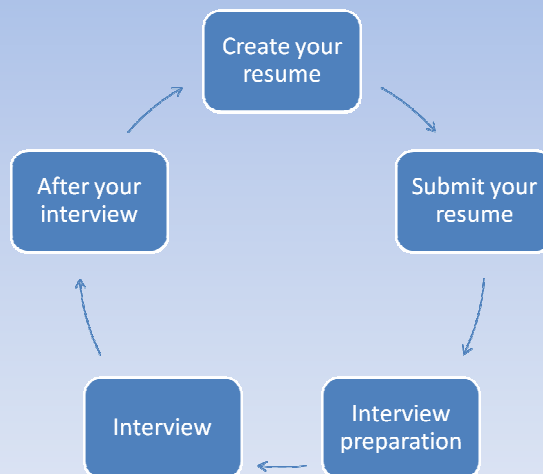 Create your
resume
Submit your
resume
Interview
preparation
Interview
After your
interview